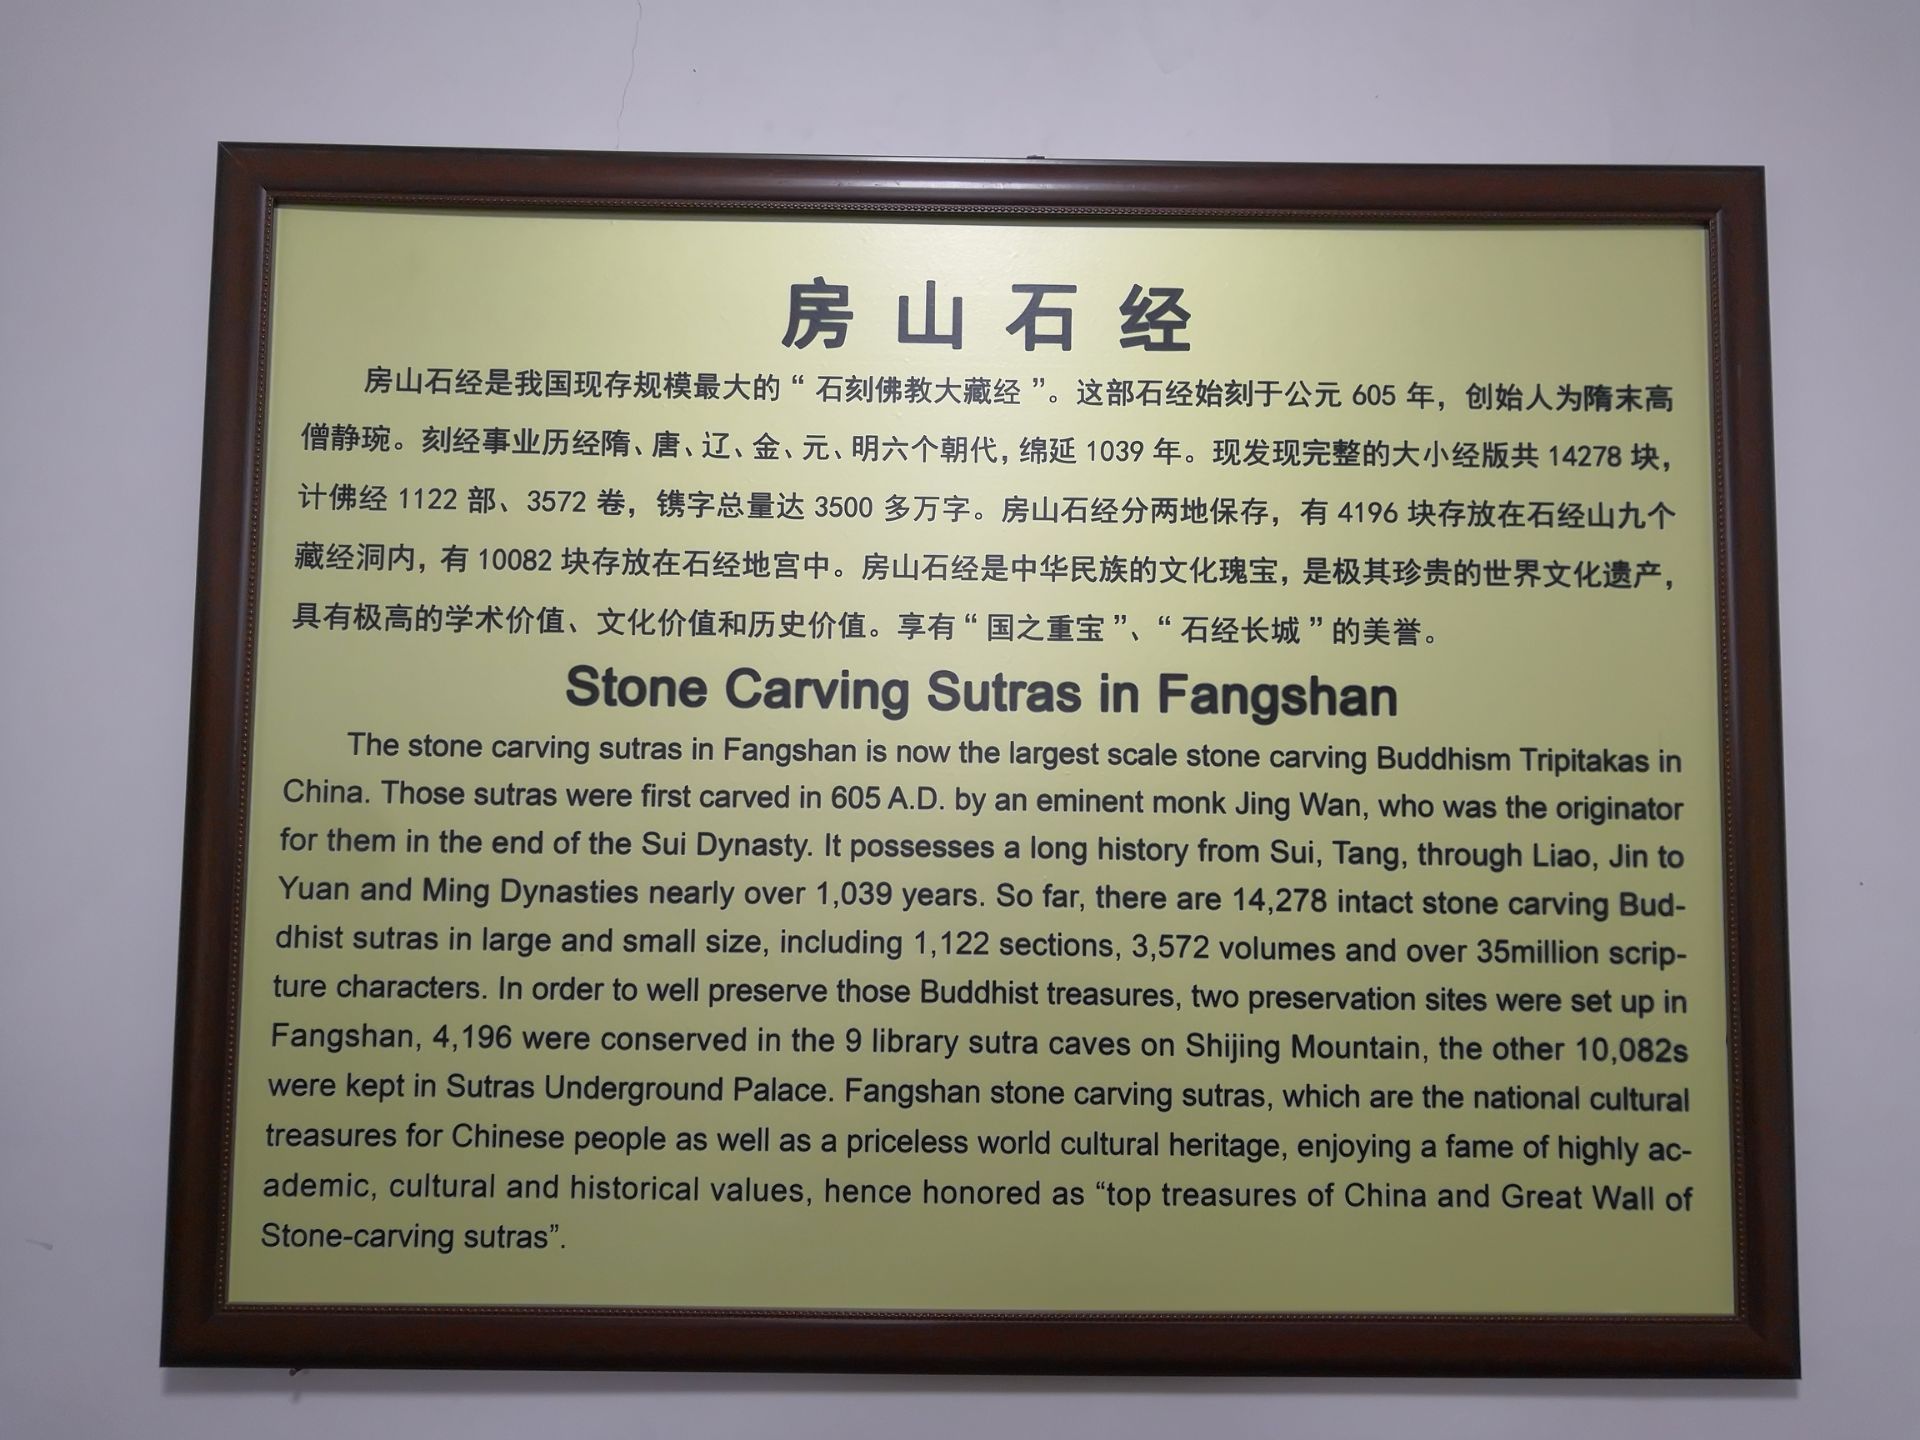 房山石经
房山石经是我国现存规模最大的“石刻佛教大藏经”。这部石经始刻于公元 605 年，创始人为隋末高
僧静琬。刻经事业历经隋、唐、辽、金、元、明六个朝代，绵延 1039 年。现发现完整的大小经版共 14278 块，
计佛经 1122 部、3572 卷，镌字总量达 3500 多万字。房山石经分两地保存，有 4196 块存放在石经山九个
藏经洞内，有 10082 块存放在石经地宫中。房山石经是中华民族的文化瑰宝，是极其珍贵的世界文化遗产，
具有极高的学术价值、文化价值和历史价值。享有“国之重宝”、“石经长城”的美誉。
Stone Carving Sutras in Fangshan
The stone carving sutras in Fangshan is now the largest scale stone carving Buddhism Tripitakas in
China. Those sutras were first carved in 605 A.D. by an eminent monk Jing Wan, who was the originator
for them in the end of the Sui Dynasty. It possesses a long history from Sui, Tang, through Liao, Jin to
Yuan and Ming Dynasties nearly over 1,039 years. So far, there are 14,278 intact stone carving Bud-
dhist sutras in large and small size, including 1,122 sections, 3,572 volumes and over 35million scrip-
ture characters. In order to well preserve those Buddhist treasures, two preservation sites were set up in
Fangshan, 4,196 were conserved in the 9 library sutra caves on Shijing Mountain, the other 10,082s
were kept in Sutras Underground Palace. Fangshan stone carving sutras, which are the national cultural
treasures for Chinese people as well as a priceless world cultural heritage, enjoying a fame of highly ac-
ademic, cultural and historical values, hence honored as “top treasures of China and Great Wall of
Stone-carving sutras”.